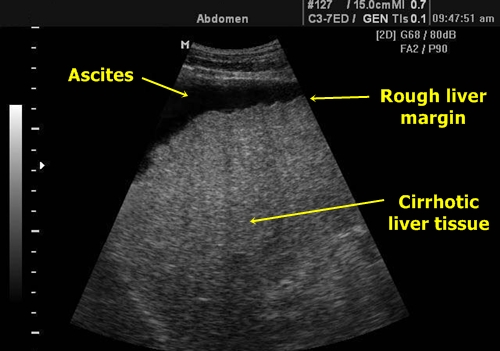 #127 / 15.0cm MI 0.7
Abdomen C3-7ED / GEN TIs 0.1 09:47:51 am
[2D] G68 / 80dB
FA2 / P90
M
Ascites
Rough liver
margin
Cirrhotic
liver tissue